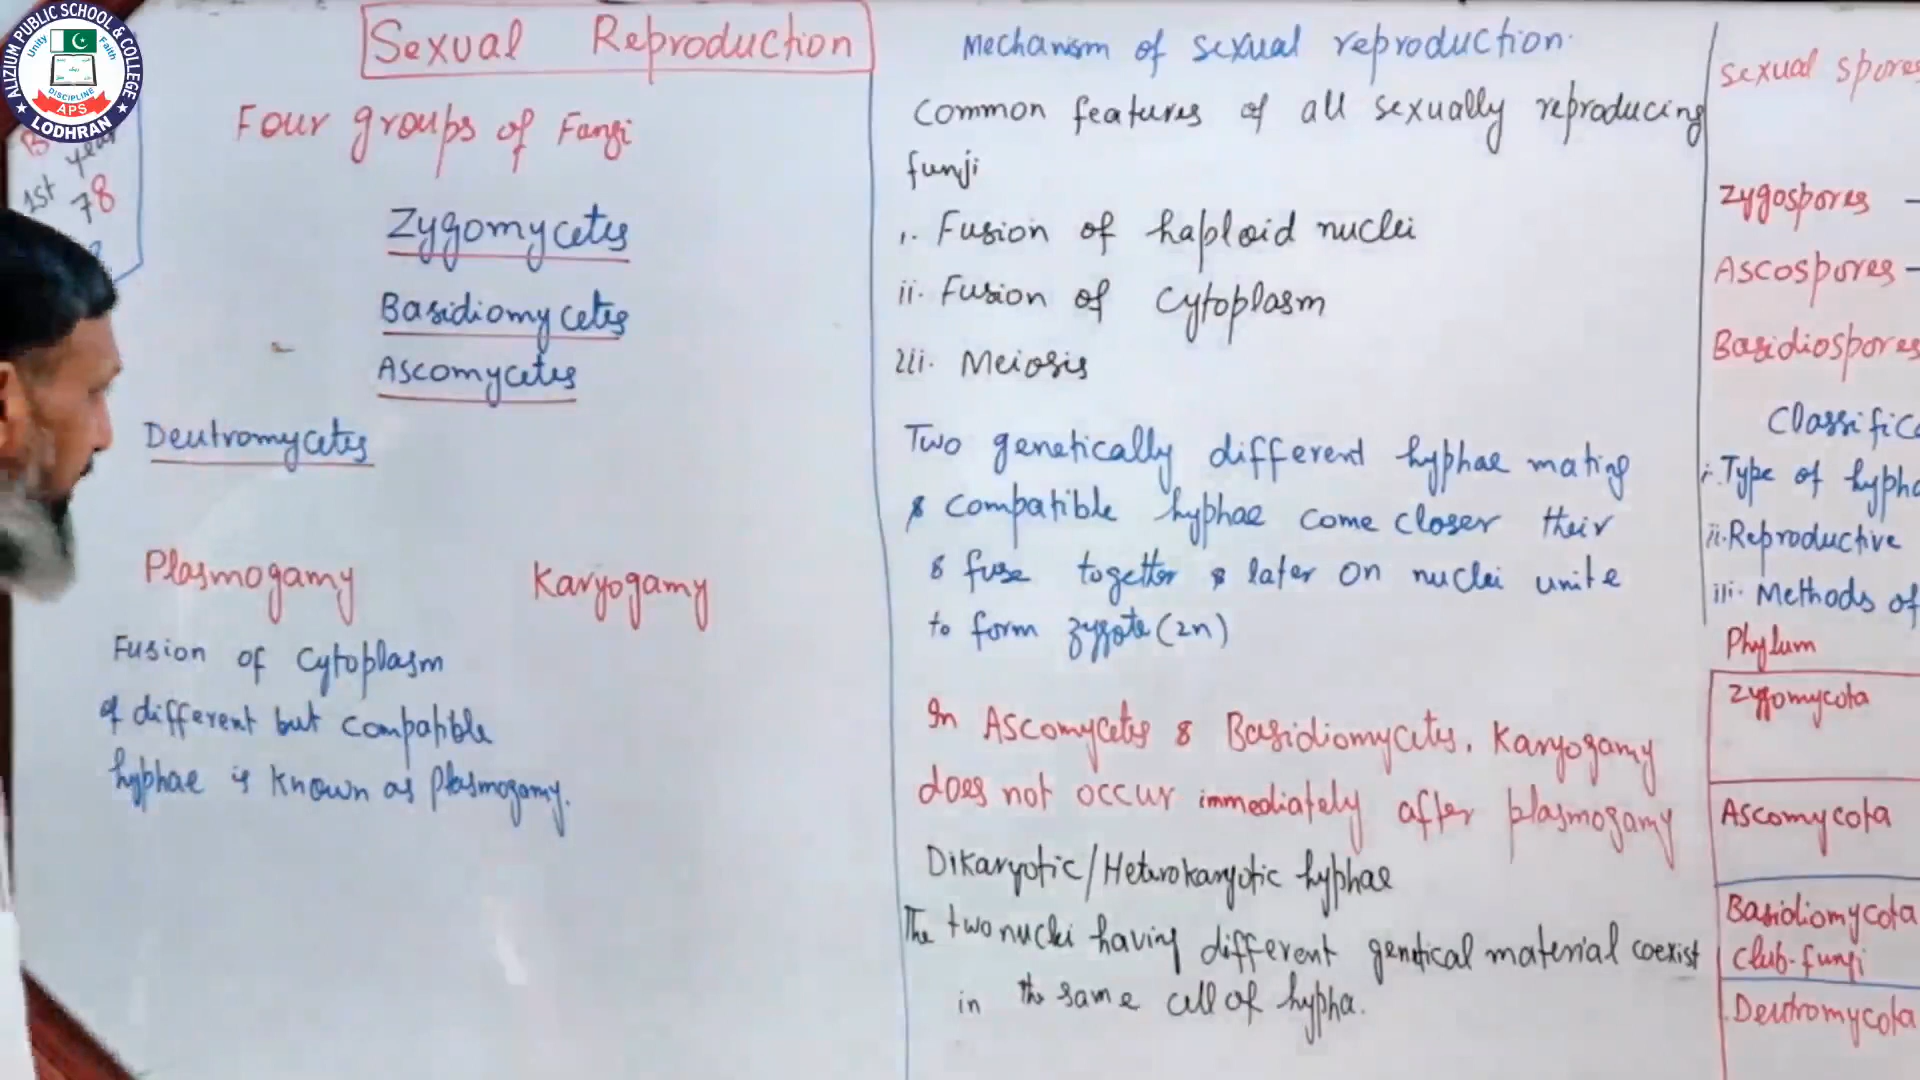 ALIZIUM PUBLIC SCHOOL & COLLEGE
Unity
Faith
DISCIPLINE
APS
LODHRAN
B
year
1st
78
Sexual Reproduction
Four groups of Fungi
Zygomycetes
Basidiomycetes
Ascomycetes
Deutromycetes
Plasmogamy
Karyogamy
Fusion of Cytoplasm
of different but compatible
hyphae is known as plasmogamy.
Mechanism of sexual reproduction.
Common features of all sexually reproducing
funji
i. Fusion of haploid nuclei
ii. Fusion of Cytoplasm
iii. Meiosis
Two genetically different hyphae mating
& compatible hyphae come closer their
& fuse together & later on nuclei unite
to form zygote (2n)
In Ascomycetes & Basidiomycetes. Karyogamy
does not occur immediately after plasmogamy
Dikaryotic/Heterokaryotic hyphae
The two nuclei having different genetical material coexist
in the same cell of hypha.
Sexual spores
Zygospores -
Ascospores -
Basidiospores
Classific
i. Type of hypha
ii. Reproductive
iii. Methods of
Phylum
Zygomycota
Ascomycota
Basidiomycota
Club-funji
Deutromycota